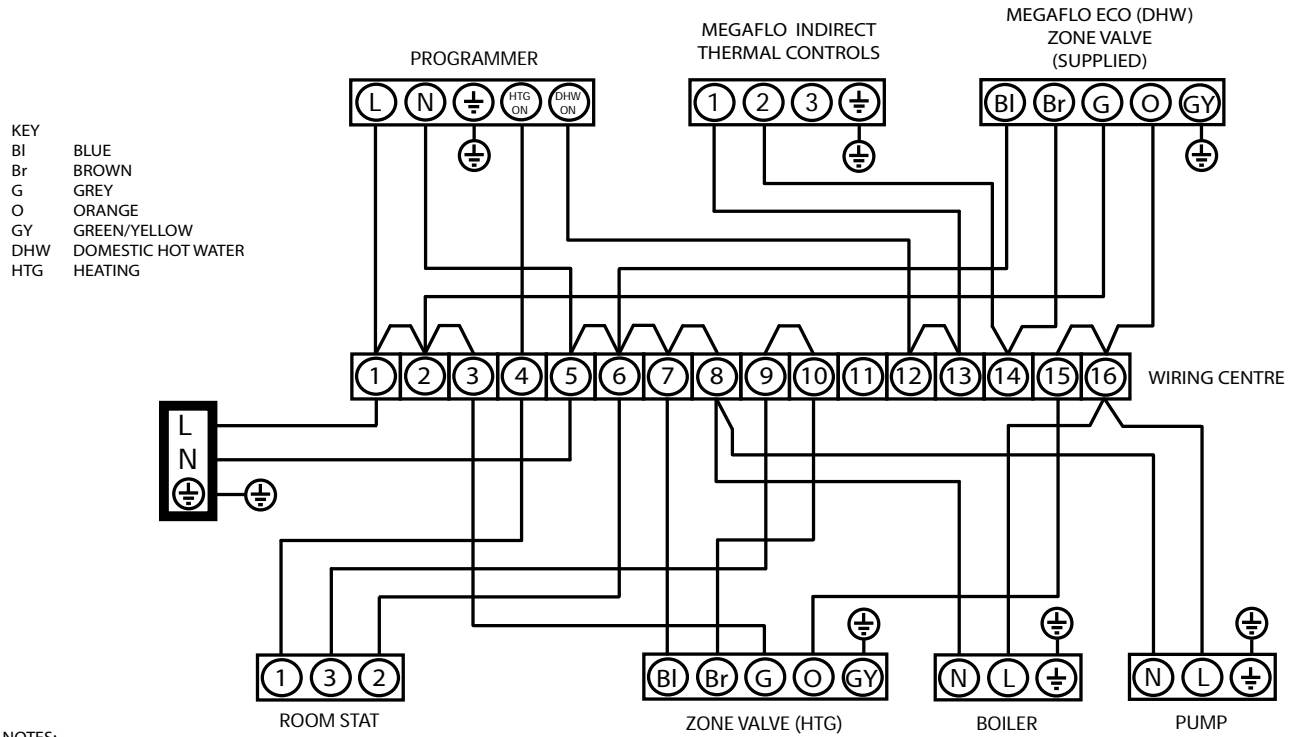 MEGAFLO INDIRECT
THERMAL CONTROLS
MEGAFLO ECO (DHW)
ZONE VALVE
(SUPPLIED)
PROGRAMMER
L N HTG ON DHW ON
1 2 3
Bl Br G O GY
KEY
Bl BLUE
Br BROWN
G GREY
O ORANGE
GY GREEN/YELLOW
DHW DOMESTIC HOT WATER
HTG HEATING
1 2 3 4 5 6 7 8 9 10 11 12 13 14 15 16 WIRING CENTRE
L
N
1 3 2
ROOM STAT
Bl Br G O GY
ZONE VALVE (HTG)
N L
BOILER
N L
PUMP
NOTES: